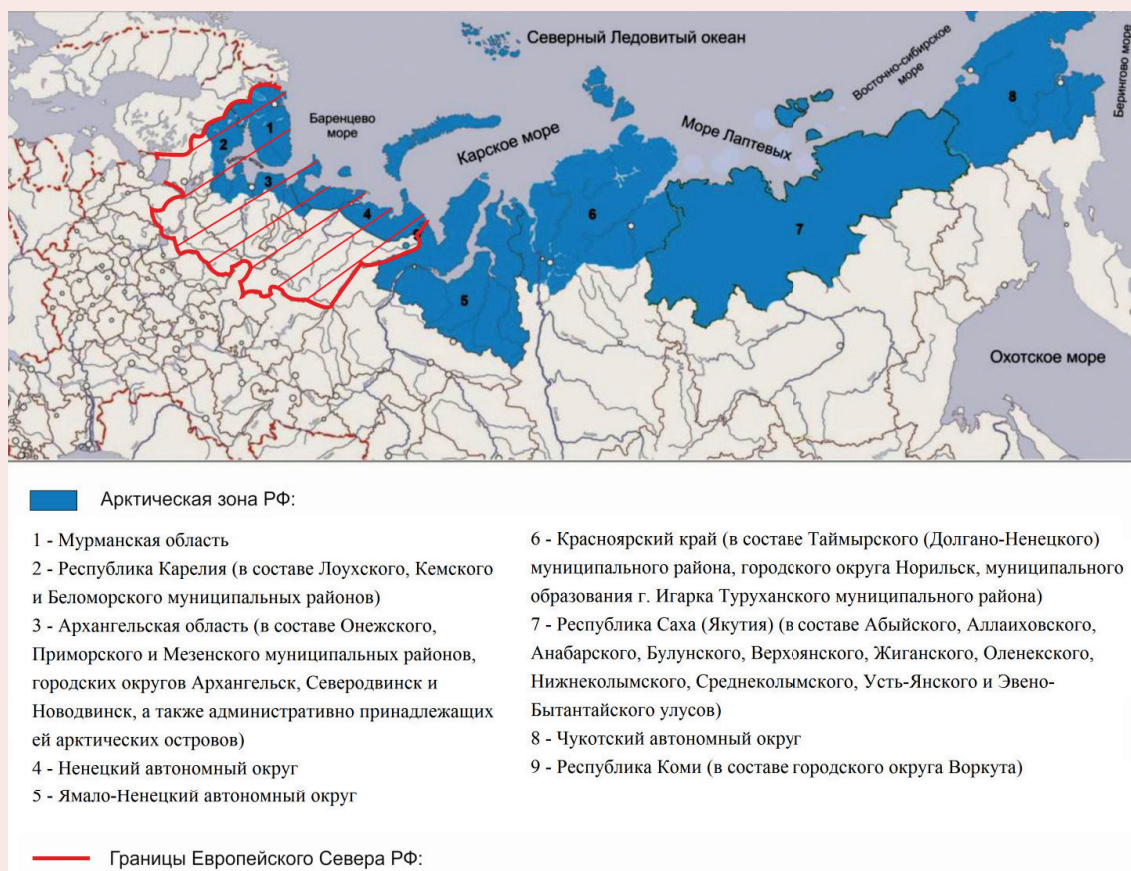 Северный Ледовитый океан
Баренцево
море
Карское море
Море Лаптевых
Восточно-сибирское
море
Берингово море
Охотское море
1
2
3
4
5
6
7
8
9
Арктическая зона РФ:
1 - Мурманская область
2 - Республика Карелия (в составе Лоухского, Кемского
и Беломорского муниципальных районов)
3 - Архангельская область (в составе Онежского,
Приморского и Мезенского муниципальных районов,
городских округов Архангельск, Северодвинск и
Новодвинск, а также административно принадлежащих
ей арктических островов)
4 - Ненецкий автономный округ
5 - Ямало-Ненецкий автономный округ
6 - Красноярский край (в составе Таймырского (Долгано-Ненецкого)
муниципального района, городского округа Норильск, муниципального
образования г. Игарка Туруханского муниципального района)
7 - Республика Саха (Якутия) (в составе Абыйского, Аллаиховского,
Анабарского, Булунского, Верхоянского, Жиганского, Оленекского,
Нижнеколымского, Среднеколымского, Усть-Янского и Эвено-
Бытантайского улусов)
8 - Чукотский автономный округ
9 - Республика Коми (в составе городского округа Воркута)
Границы Европейского Севера РФ: